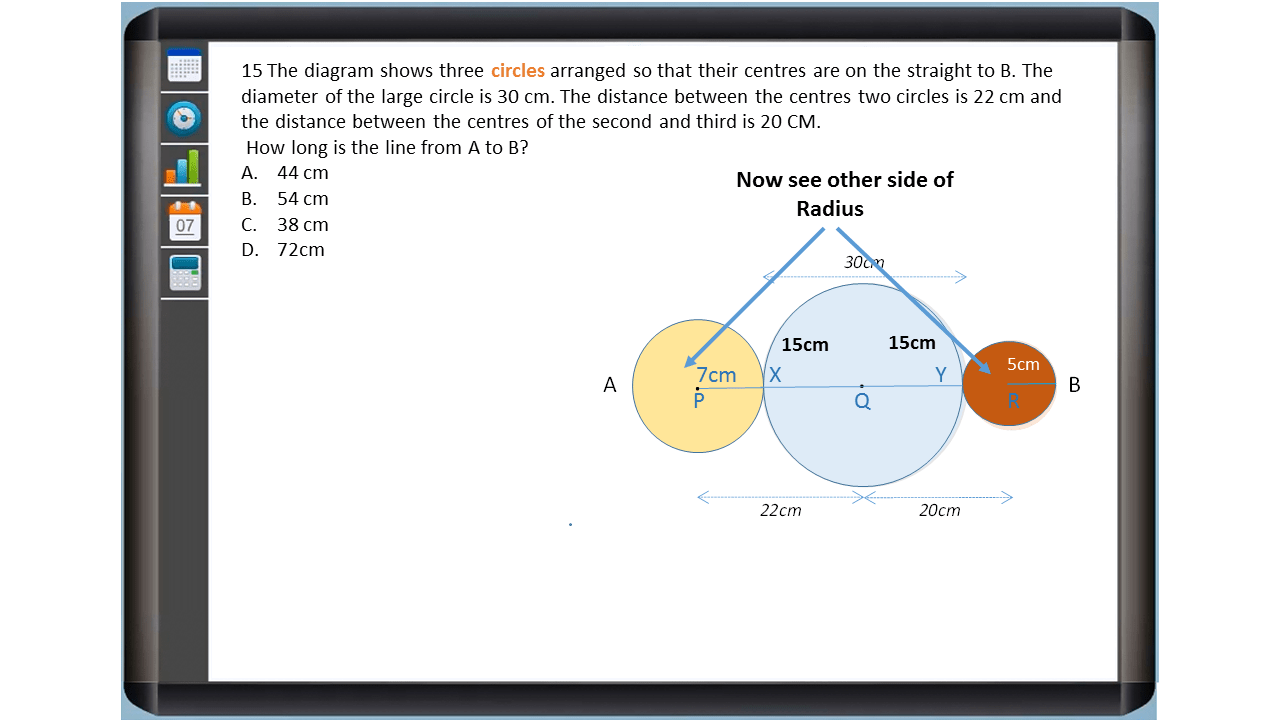 15 The diagram shows three circles arranged so that their centres are on the straight to B. The
diameter of the large circle is 30 cm. The distance between the centres two circles is 22 cm and
the distance between the centres of the second and third is 20 CM.
How long is the line from A to B?
A. 44 cm
B. 54 cm
C. 38 cm
D. 72cm
Now see other side of
Radius
07
30cm
15cm
15cm
5cm
7cm
X
Y
A
B
P
Q
R
22cm
20cm